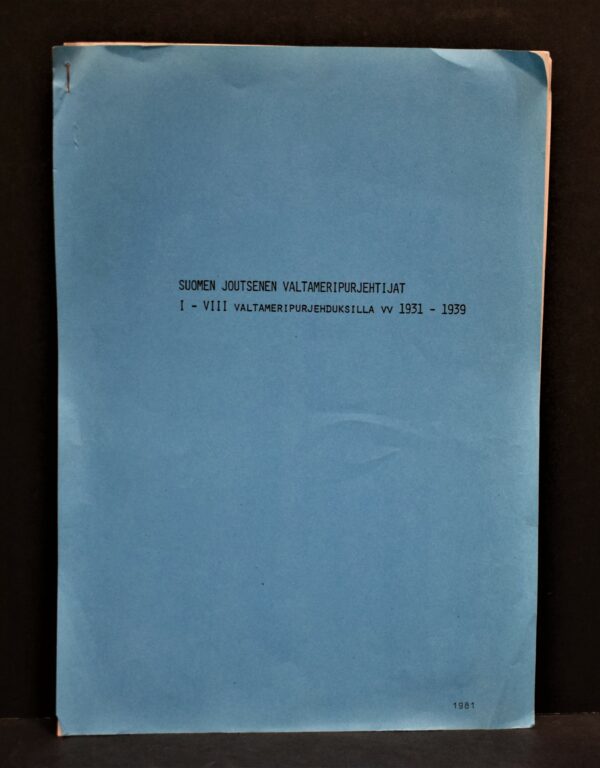 SUOMEN JOUTSENEN VALTAMERIPURJEHTIJAT
I - VIII VALTAMERIPURJEHDUKSILLA VV 1931 - 1939
1981